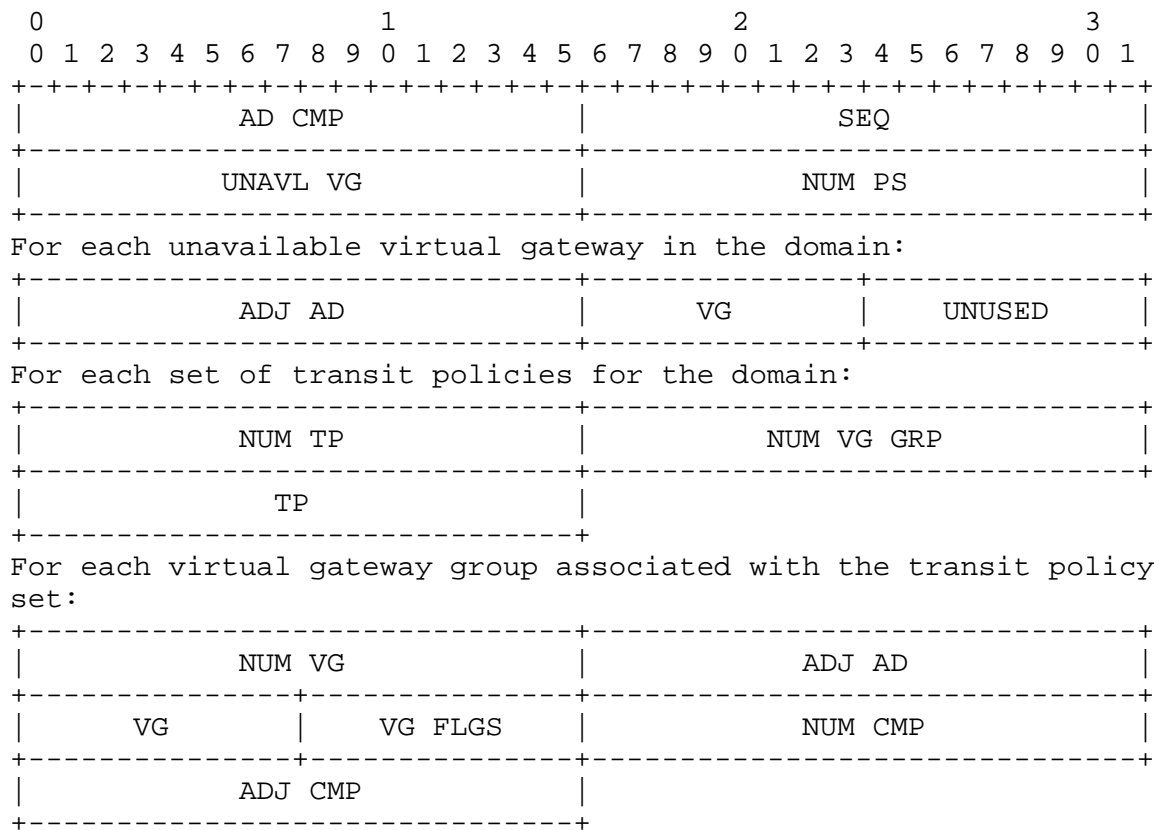 0                   1                   2                   3
 0 1 2 3 4 5 6 7 8 9 0 1 2 3 4 5 6 7 8 9 0 1 2 3 4 5 6 7 8 9 0 1
+-+-+-+-+-+-+-+-+-+-+-+-+-+-+-+-+-+-+-+-+-+-+-+-+-+-+-+-+-+-+-+-+
|            AD CMP             |              SEQ              |
+-------------------------------+-------------------------------+
|           UNAVL VG            |            NUM PS             |
+-------------------------------+-------------------------------+
For each unavailable virtual gateway in the domain:
+-------------------------------+---------------+---------------+
|            ADJ AD             |      VG       |    UNUSED     |
+-------------------------------+---------------+---------------+
For each set of transit policies for the domain:
+-------------------------------+-------------------------------+
|            NUM TP             |          NUM VG GRP           |
+-------------------------------+-------------------------------+
|              TP               |
+-------------------------------+
For each virtual gateway group associated with the transit policy
set:
+-------------------------------+-------------------------------+
|            NUM VG             |            ADJ AD             |
+---------------+---------------+-------------------------------+
|      VG       |    VG FLGS    |            NUM CMP            |
+---------------+---------------+-------------------------------+
|            ADJ CMP            |
+-------------------------------+